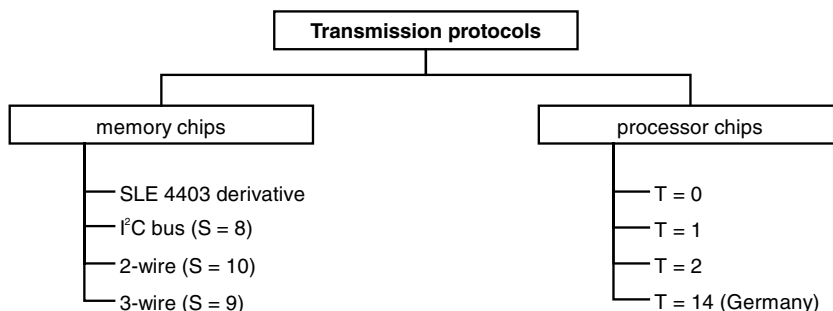 Transmission protocols
memory chips
SLE 4403 derivative
I²C bus (S = 8)
2-wire (S = 10)
3-wire (S = 9)
processor chips
T = 0
T = 1
T = 2
T = 14 (Germany)